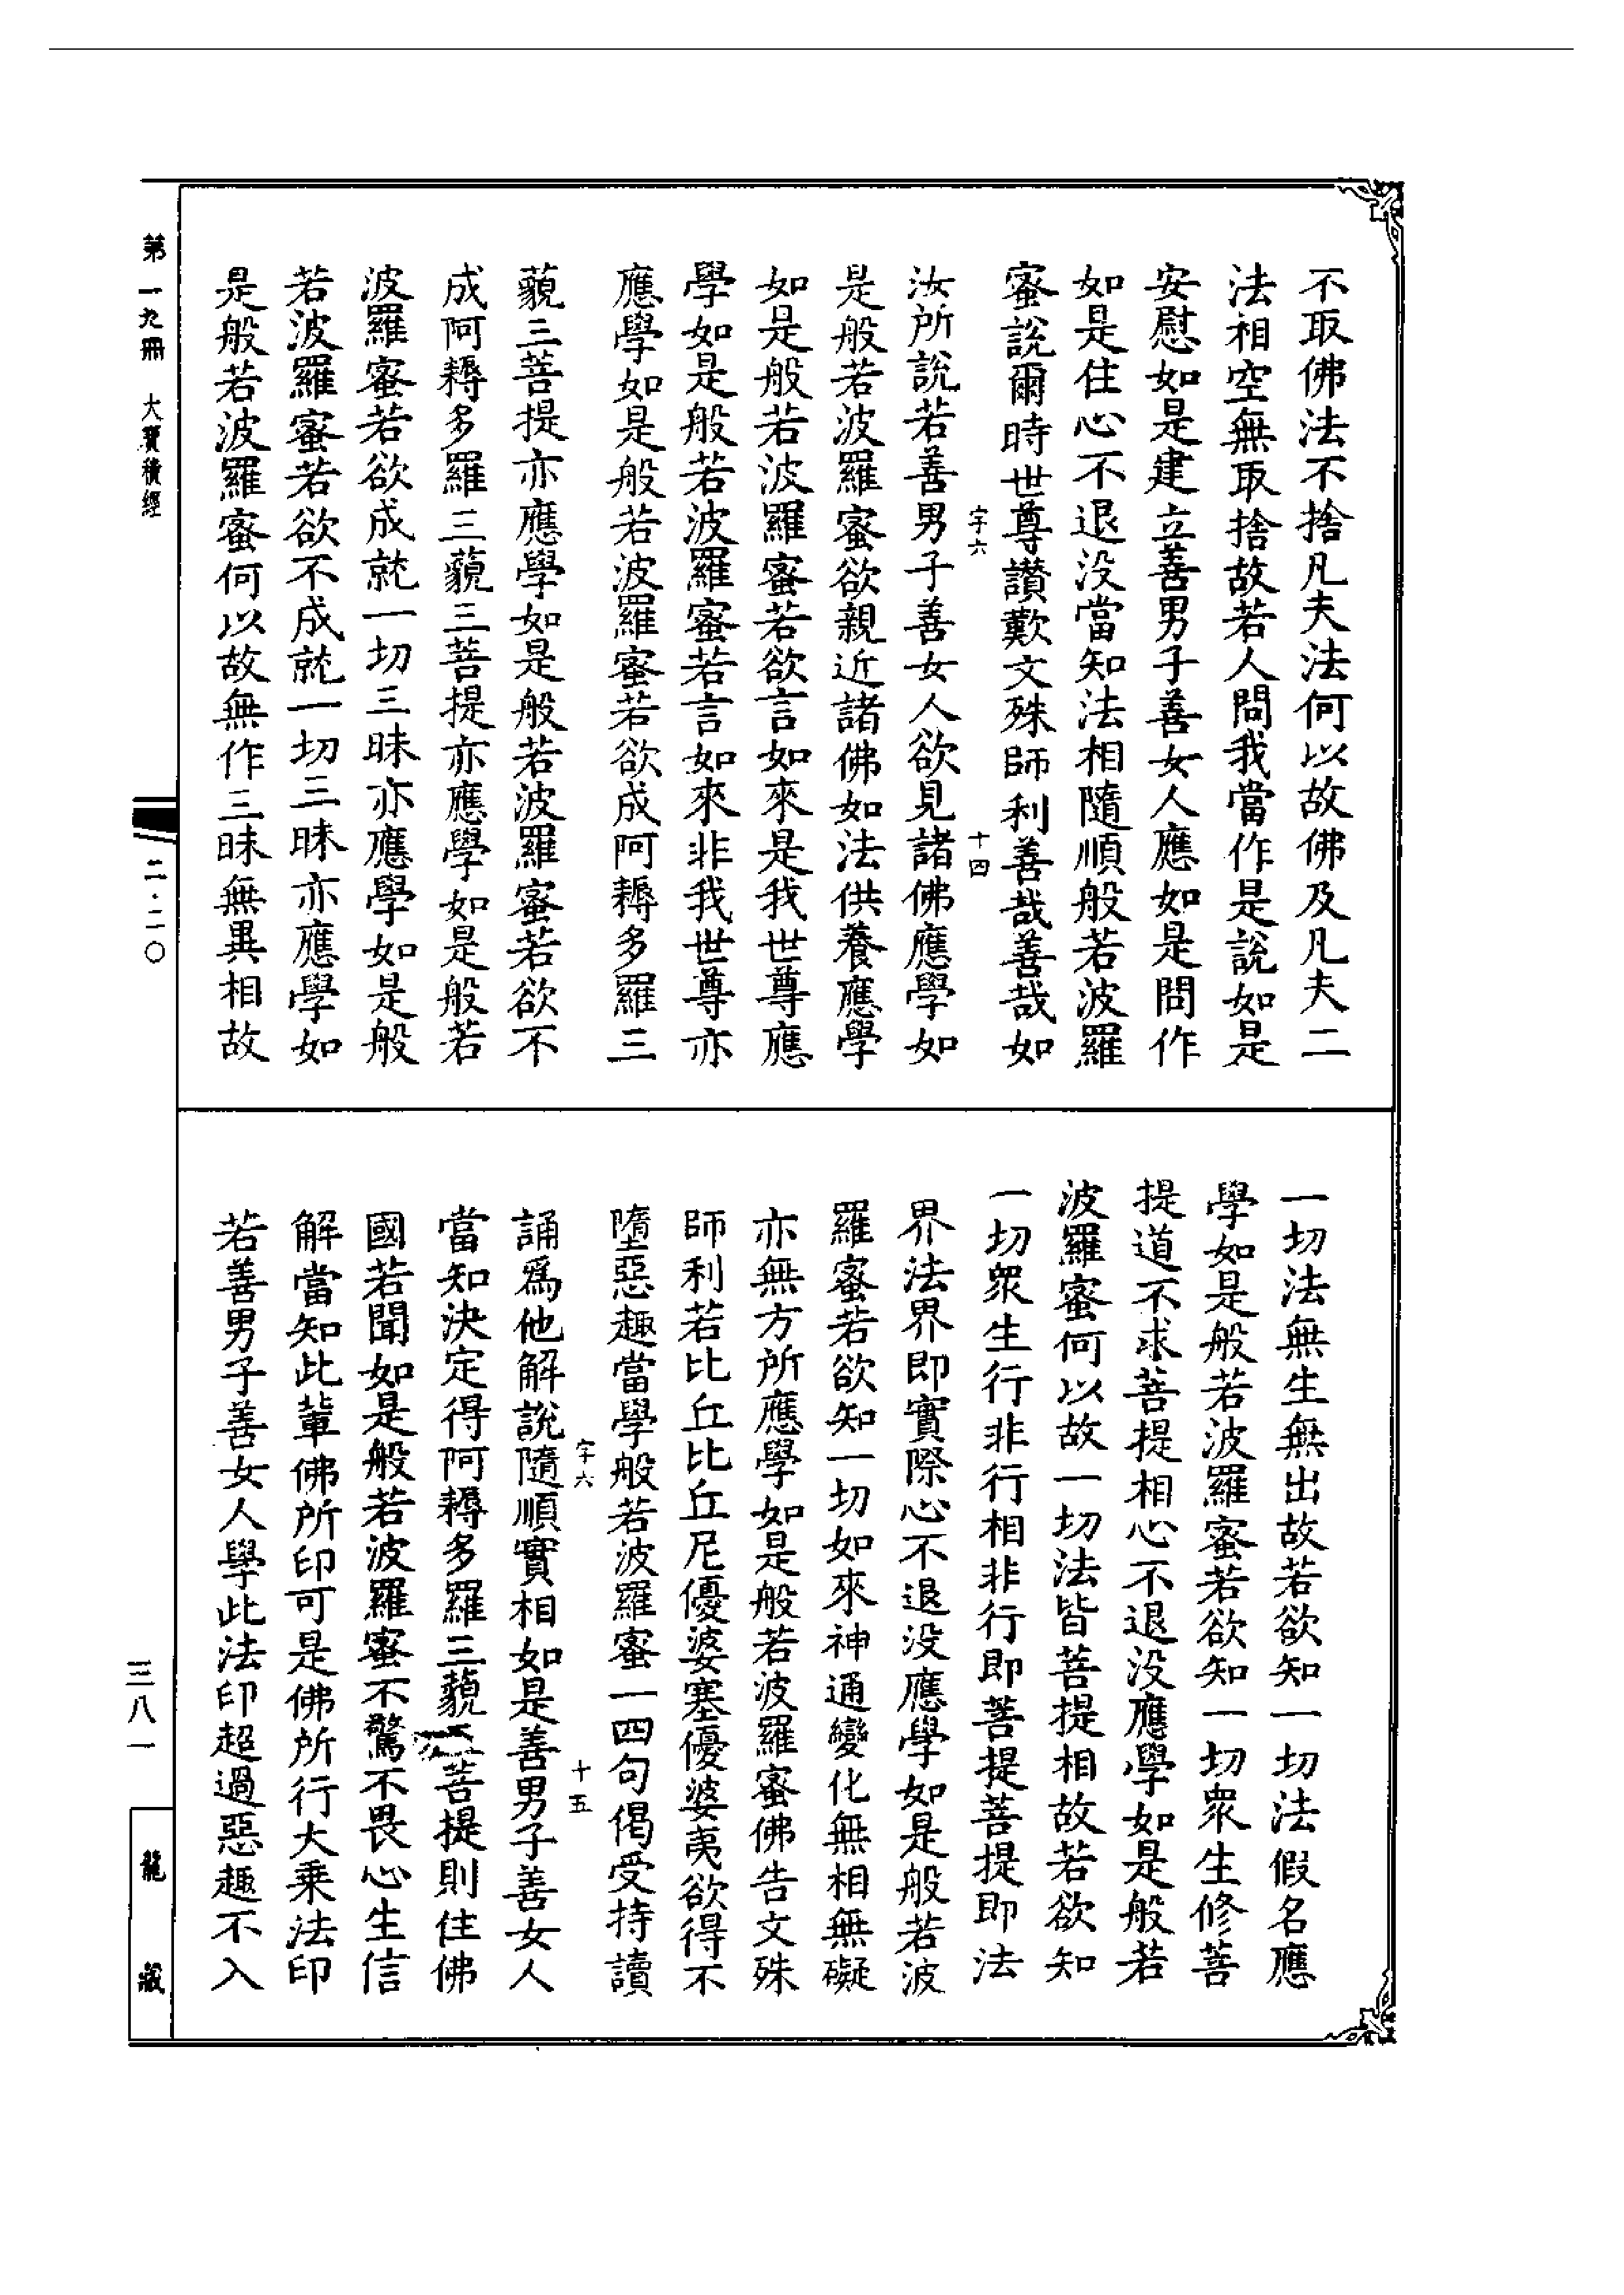 不取佛法不捨凡夫法何以故佛及凡夫二
法相空無取捨故若人問我當作是說如是
安慰如是建立善男子善女人應如是問作
如是住心不退没當知法相隨順般若波羅
蜜說爾時世尊讃歎文殊師利善哉善哉如
字六 十四
汝所說若善男子善女人欲見諸佛應學如
是般若波羅蜜欲親近諸佛如法供養應學
如是般若波羅蜜若欲言如來是我世尊應
學如是般若波羅蜜若言如來非我世尊亦
應學如是般若波羅蜜若欲成阿耨多羅三
藐三菩提亦應學如是般若波羅蜜若欲不
成阿耨多羅三藐三菩提亦應學如是般若
波羅蜜若欲成就一切三昧亦應學如是般
若波羅蜜若欲不成就一切三昧亦應學如
是般若波羅蜜何以故無作三昧無異相故
一切法無生無出故若欲知一切法假名應
學如是般若波羅蜜若欲知一切眾生修菩
提道不求菩提相心不退没應學如是般若
波羅蜜何以故一切法皆菩提相故若欲知
一切眾生行非行相非行即菩提菩提即法
界法界即實際心不退没應學如是般若波
羅蜜若欲知一切如來神通變化無相無礙
亦無方所應學如是般若波羅蜜佛告文殊
師利若比丘比丘尼優婆塞優婆夷欲得不
墮惡趣當學般若波羅蜜一四句偈受持讀
字六 十五
誦爲他解說隨順實相如是善男子善女人
當知決定得阿耨多羅三藐三菩提則住佛
國若聞如是般若波羅蜜不驚不畏心生信
解當知此輩佛所印可是佛所行大乗法印
若善男子善女人學此法印超過惡趣不入
第一九冊 大寶積經
二·二〇
三八一
龍藏